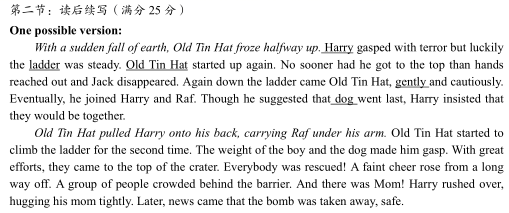 第二节：读后续写（满分 25 分）
One possible version:
With a sudden fall of earth, Old Tin Hat froze halfway up. Harry gasped with terror but luckily
the ladder was steady. Old Tin Hat started up again. No sooner had he got to the top than hands
reached out and Jack disappeared. Again down the ladder came Old Tin Hat, gently and cautiously.
Eventually, he joined Harry and Raf. Though he suggested that dog went last, Harry insisted that
they would be together.
Old Tin Hat pulled Harry onto his back, carrying Raf under his arm. Old Tin Hat started to
climb the ladder for the second time. The weight of the boy and the dog made him gasp. With great
efforts, they came to the top of the crater. Everybody was rescued! A faint cheer rose from a long
way off. A group of people crowded behind the barrier. And there was Mom! Harry rushed over,
hugging his mom tightly. Later, news came that the bomb was taken away, safe.